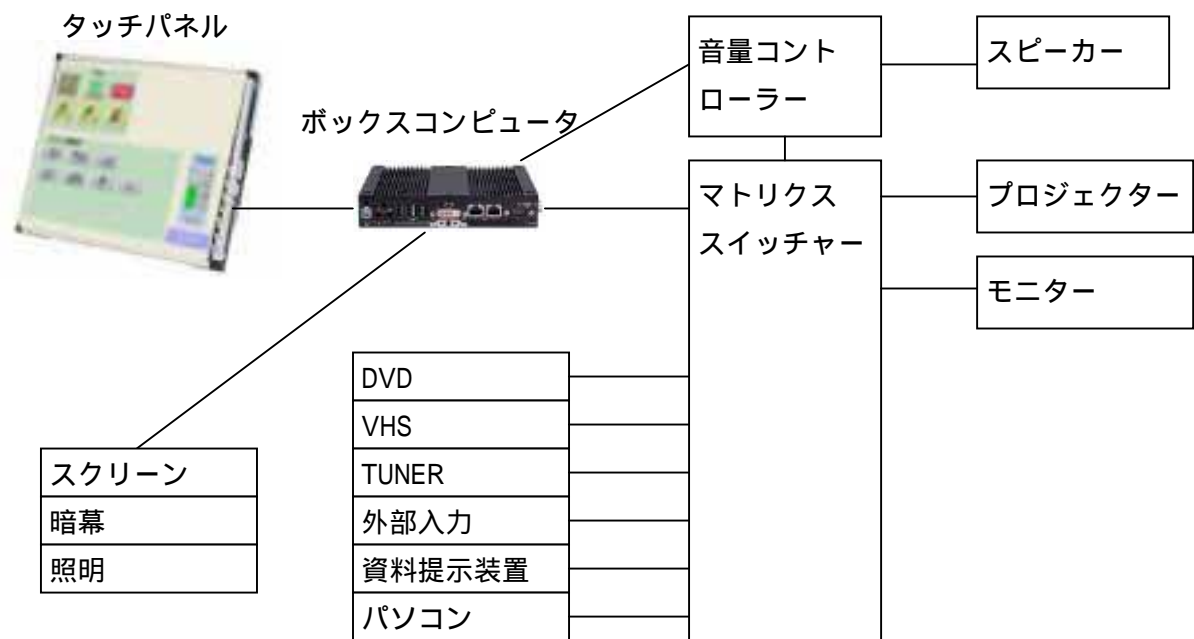 タッチパネル
ボックスコンピュータ
音量コント
ローラー
スピーカー
マトリクス
スイッチャー
プロジェクター
モニター
DVD
VHS
TUNER
外部入力
資料提示装置
パソコン
スクリーン
暗幕
照明